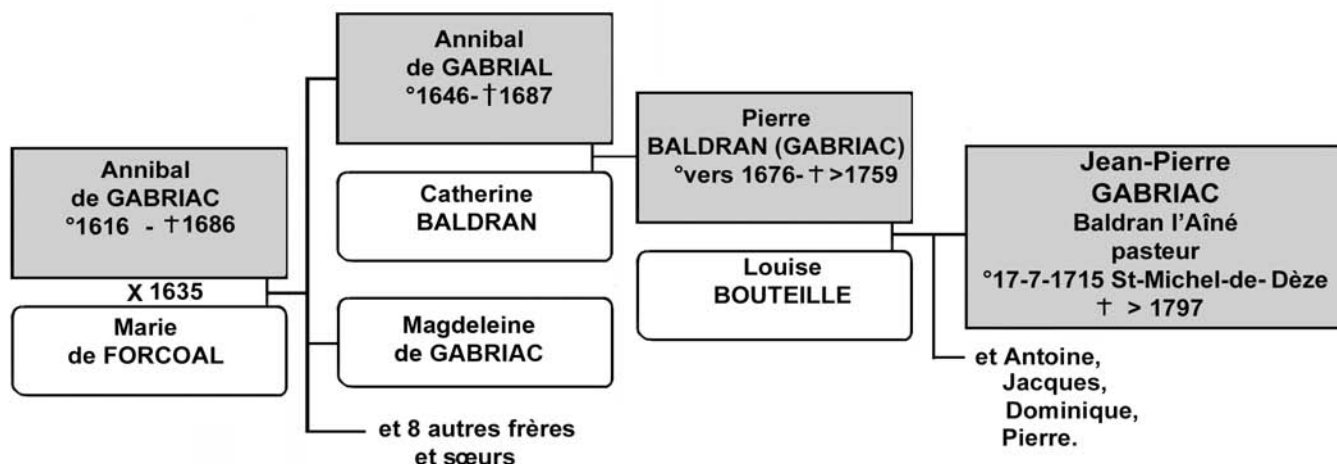 Annibal
de GABRIAC
°1616 - †1686
X 1635
Marie
de FORCOAL
Annibal
de GABRIAL
°1646-†1687
Catherine
BALDRAN
Magdeleine
de GABRIAC
et 8 autres frères
et sœurs
Pierre
BALDRAN (GABRIAC)
°vers 1676- † >1759
Louise
BOUTEILLE
Jean-Pierre
GABRIAC
Baldran l'Aîné
pasteur
°17-7-1715 St-Michel-de- Dèze
† > 1797
et Antoine,
Jacques,
Dominique,
Pierre.